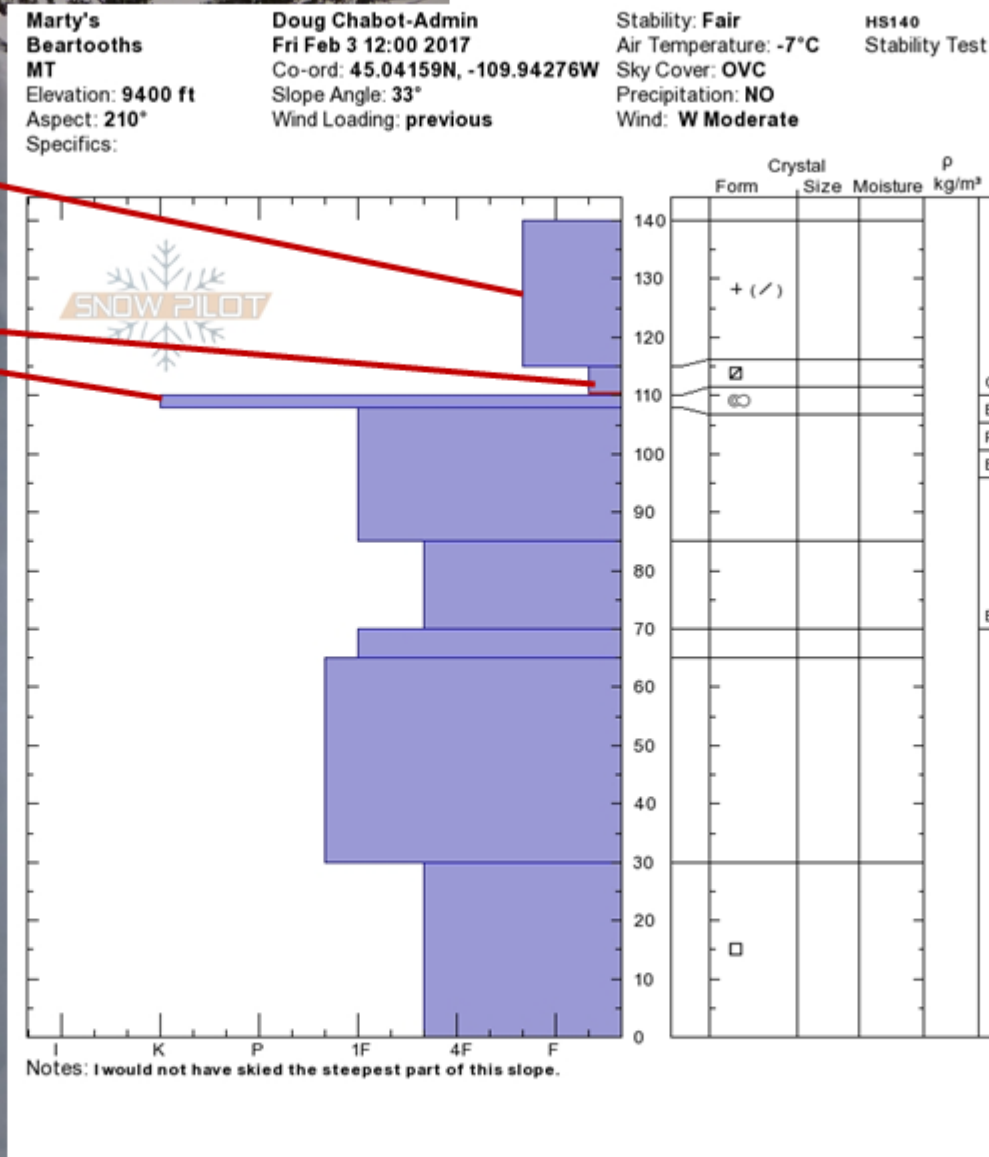 Marty's
Beartooths
MT
Elevation: 9400 ft
Aspect: 210°
Specifics:
Doug Chabot-Admin
Fri Feb 3 12:00 2017
Co-ord: 45.04159N, -109.94276W
Slope Angle: 33°
Wind Loading: previous
Stability: Fair
Air Temperature: -7°C
Sky Cover: OVC
Precipitation: NO
Wind: W Moderate
HS140
Stability Test
Crystal
Form Size Moisture
ρ
kg/m³
SNOW PILOT
140
130
+ (/)
120
110
100
90
80
70
60
50
40
30
20
10
0
I K P 1F 4F F
Notes: I would not have skied the steepest part of this slope.